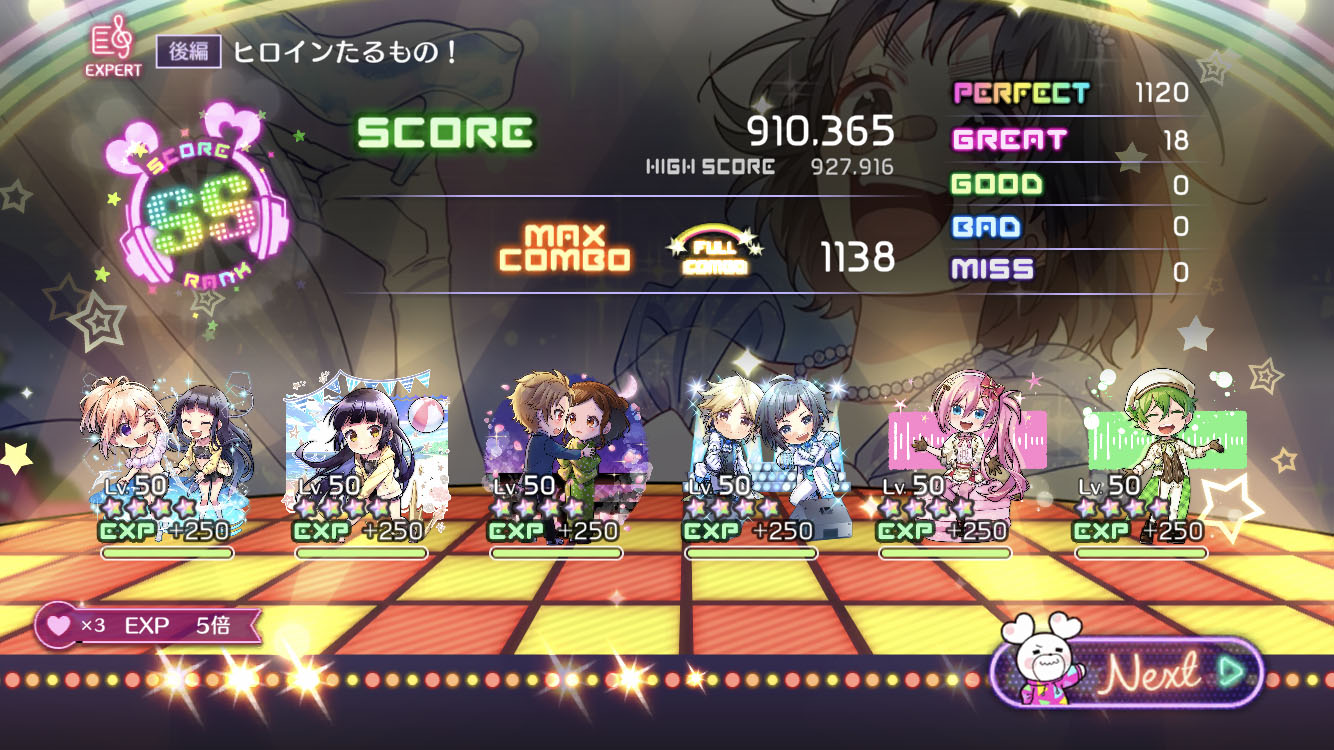 EXPERT
後編 ヒロインたるもの！
SCORE RANK
SS
SCORE 910.365
HIGH SCORE 927.916
MAX COMBO FULL COMBO 1138
PERFECT 1120
GREAT 18
GOOD 0
BAD 0
MISS 0
Lv.50 Lv.50 Lv.50 Lv.50 Lv.50 Lv.50
EXP +250 EXP +250 EXP +250 EXP +250 EXP +250 EXP +250
×3 EXP 5倍
Next